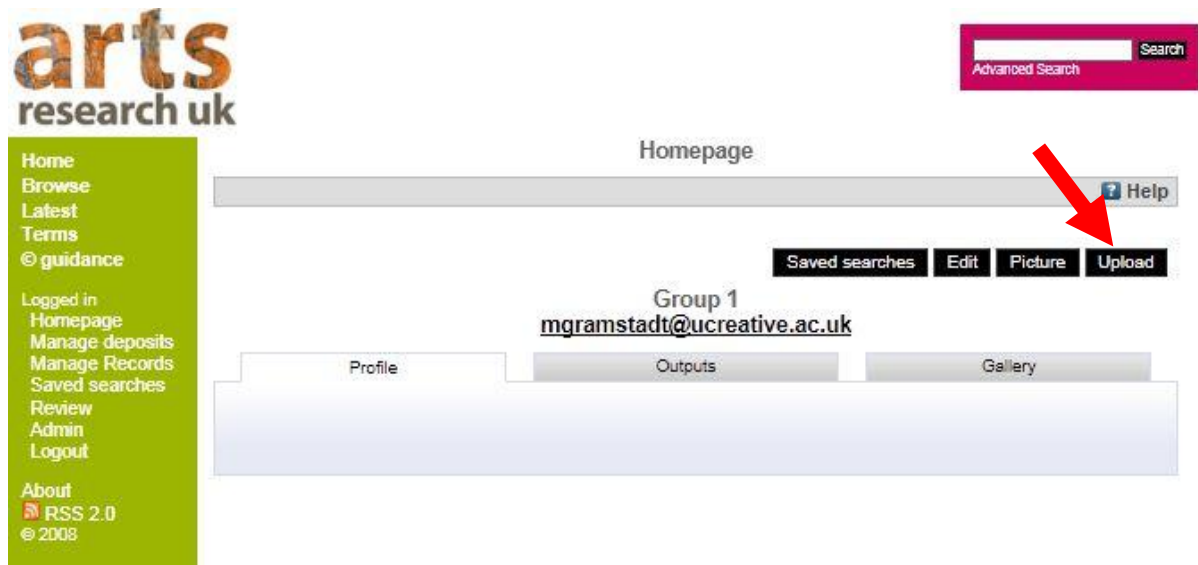 arts
research uk
Search
Advanced Search
Home
Browse
Latest
Terms
© guidance
Logged in
Homepage
Manage deposits
Manage Records
Saved searches
Review
Admin
Logout
About
RSS 2.0
© 2008
Homepage
? Help
Saved searches Edit Picture Upload
Group 1
mgramstadt@ucreative.ac.uk
Profile Outputs Gallery